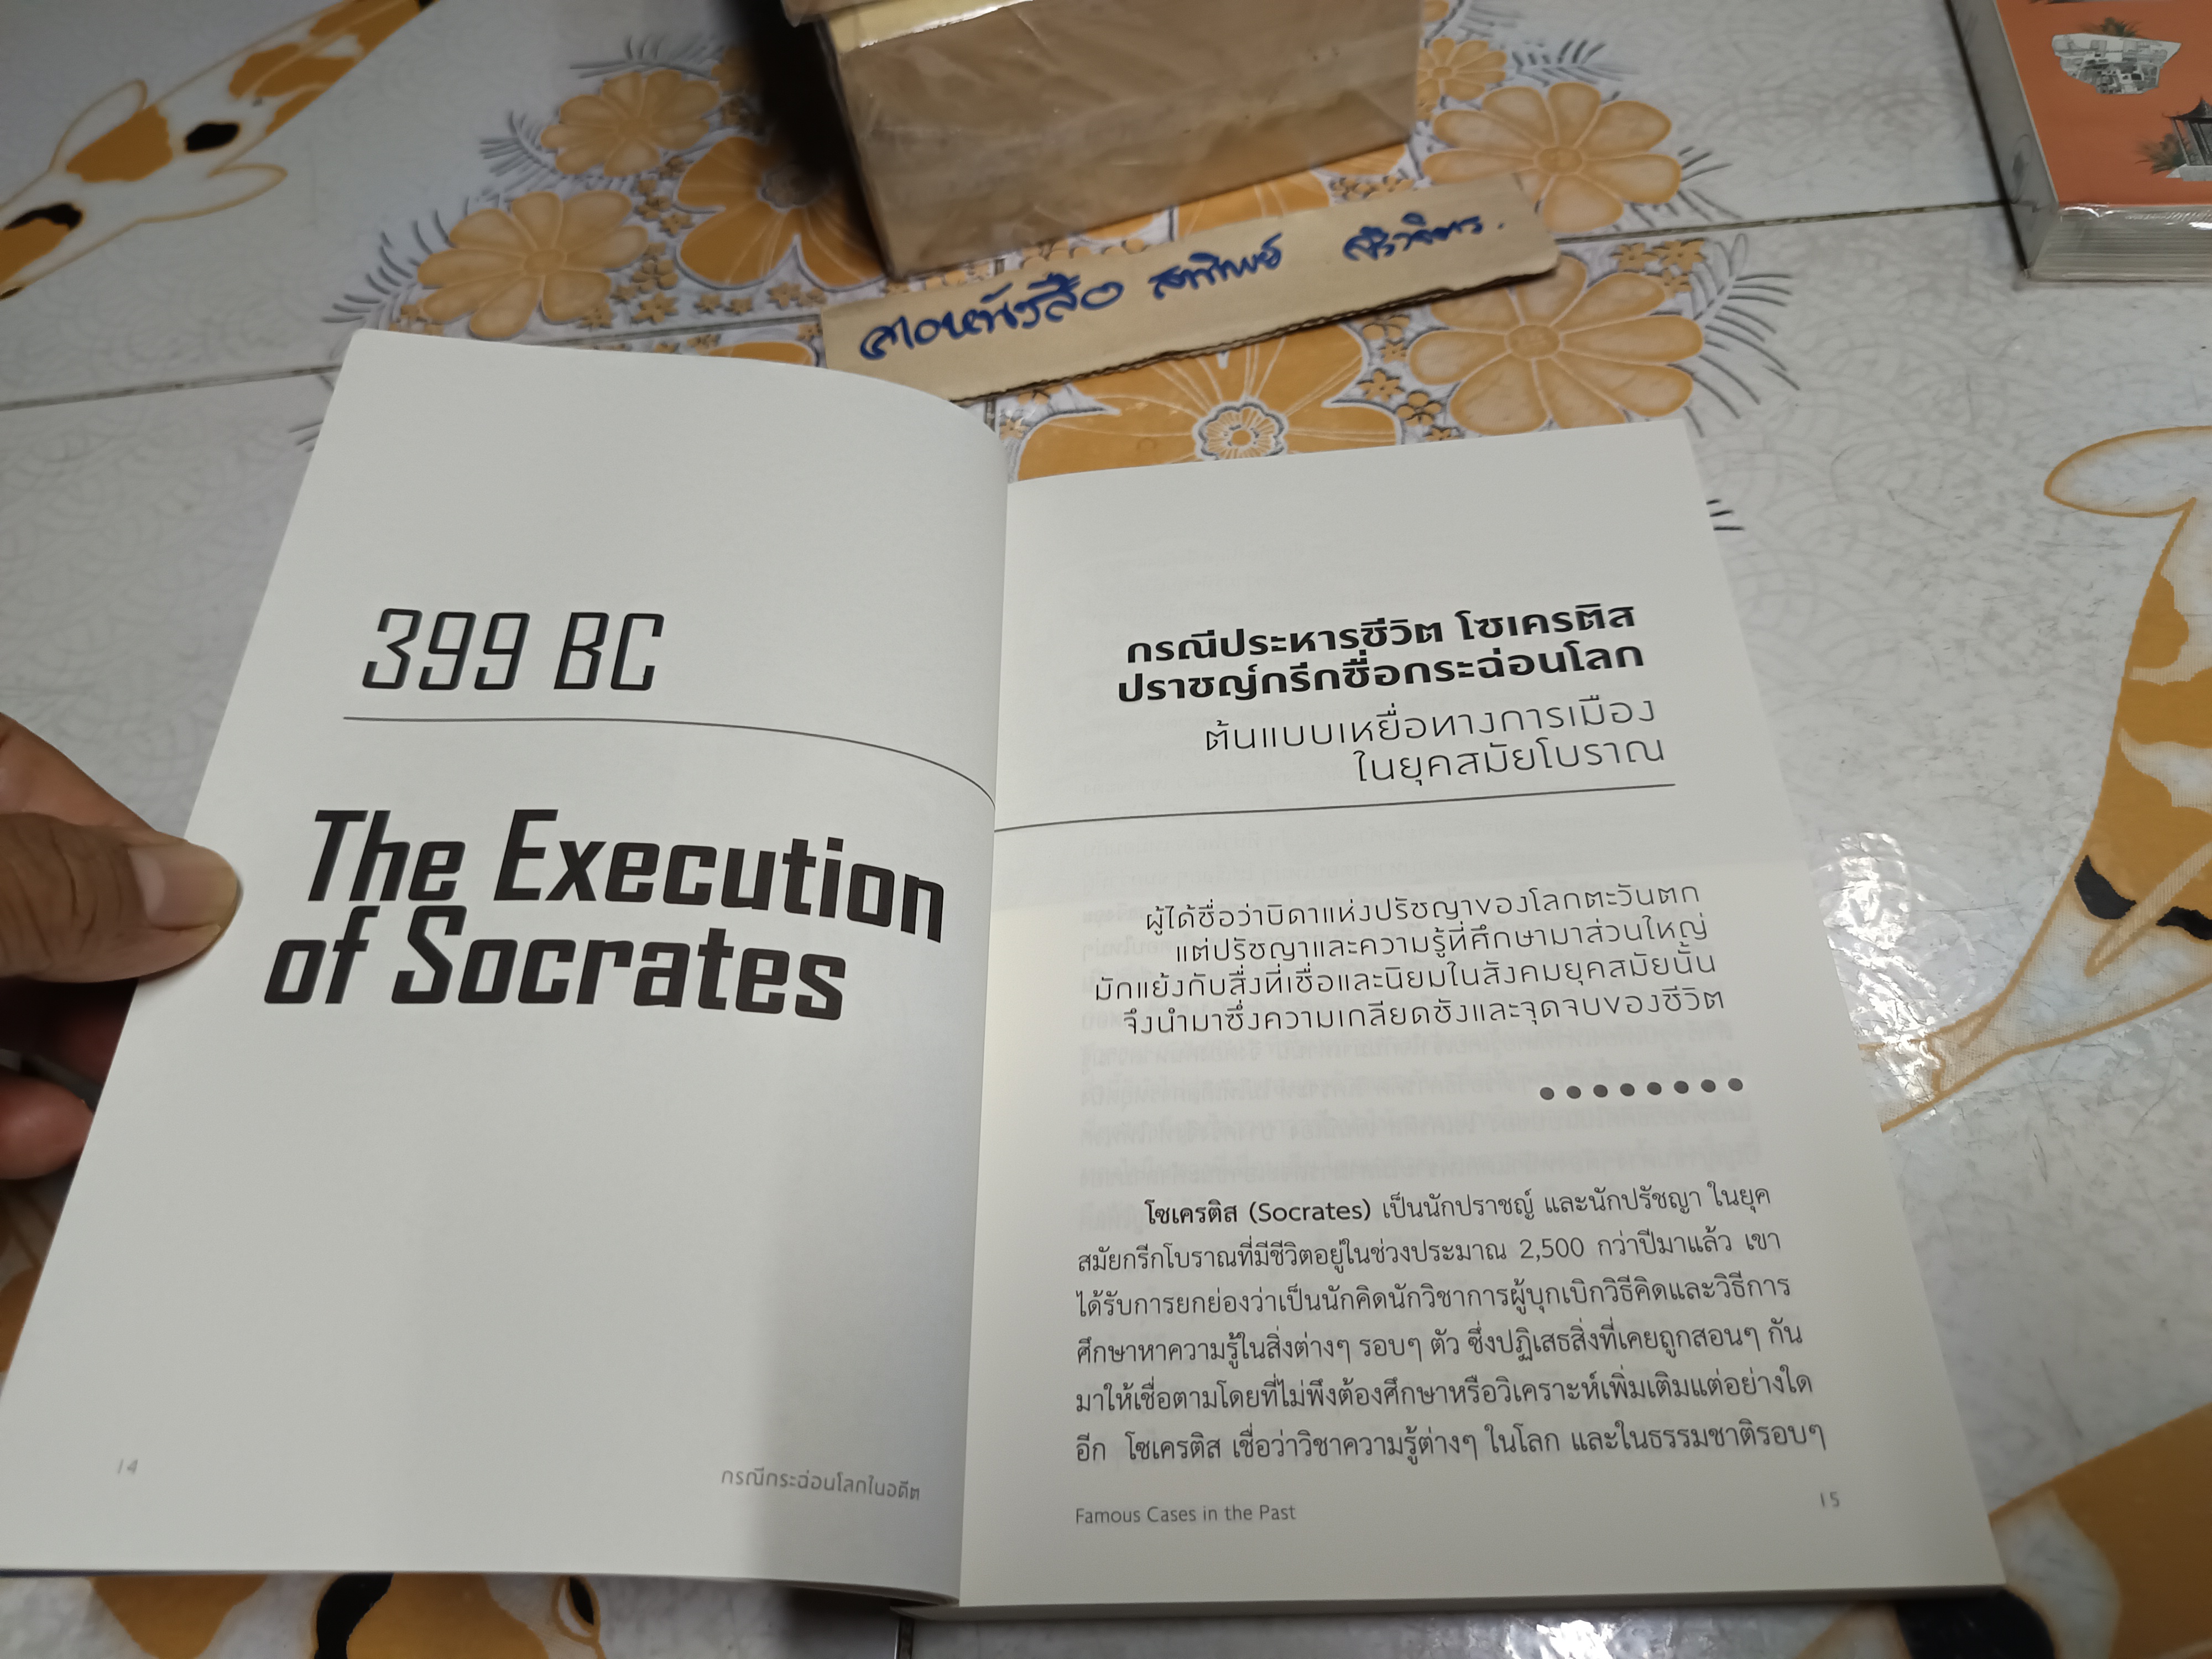 ศาลหนังสือ
399 BC
The Execution
of Socrates
14
กรณีกระฉ่อนโลกในอดีต
กรณีประหารชีวิต โซเครตีส
ปราชญ์กรีกชื่อกระฉ่อนโลก
ต้นแบบเหยื่อทางการเมือง
ในยุคสมัยโบราณ
ผู้ได้ชื่อว่าบิดาแห่งปรัชญาของโลกตะวันตก
แต่ปรัชญาและความรู้ที่ศึกษามาส่วนใหญ่
มักแย้งกับสิ่งที่เชื่อและนิยมในสังคมยุคสมัยนั้น
จึงนำมาซึ่งความเกลียดชังและจุดจบของชีวิต
โซเครติส (Socrates) เป็นนักปราชญ์ และนักปรัชญา ในยุค
สมัยกรีกโบราณที่มีชีวิตอยู่ในช่วงประมาณ 2,500 กว่าปีมาแล้ว เขา
ได้รับการยกย่องว่าเป็นนักคิดนักวิชาการผู้บุกเบิกวิธีคิดและวิธีการ
ศึกษาหาความรู้ในสิ่งต่างๆ รอบๆ ตัว ซึ่งปฏิเสธสิ่งที่เคยถูกสอนๆ กัน
มาให้เชื่อตามโดยที่ไม่พึงต้องศึกษาหรือวิเคราะห์เพิ่มเติมแต่อย่างใด
อีก โซเครติส เชื่อว่าวิชาความรู้ต่างๆ ในโลก และในธรรมชาติรอบๆ
Famous Cases in the Past
15